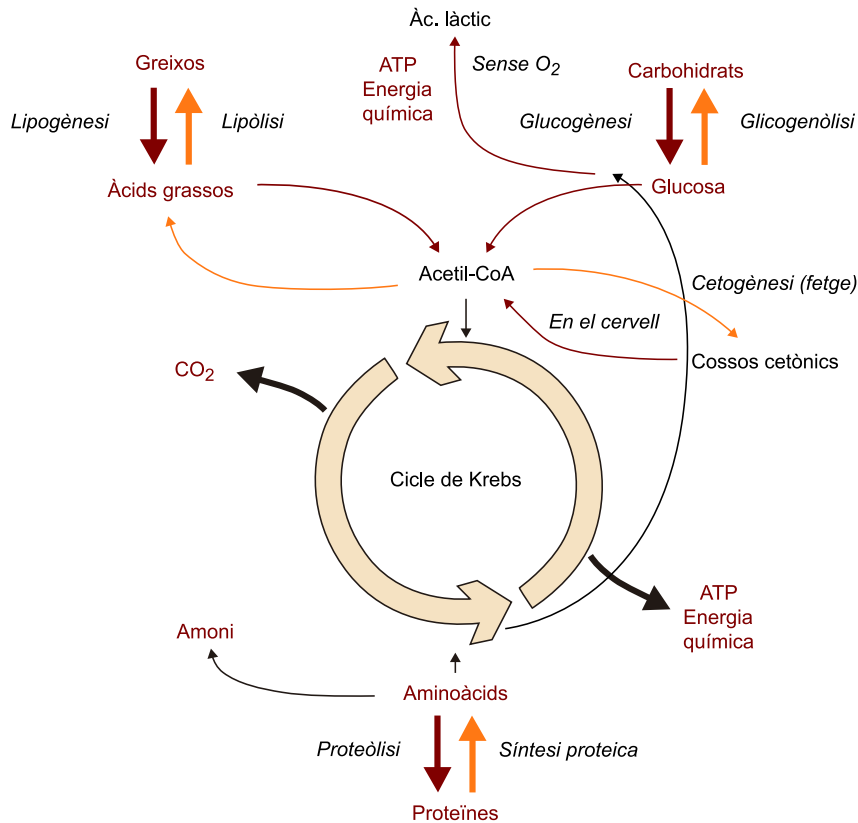 Àc. làctic
Greixos
ATP
Energia
química
Sense O2
Carbohidrats
Lipogènesi
Lipòlisi
Glucogènesi
Glicogenòlisi
Àcids grassos
Glucosa
Acetil-CoA
Cetogènesi (fetge)
En el cervell
Cossos cetònics
CO2
Cicle de Krebs
ATP
Energia
química
Amoni
Aminoàcids
Proteòlisi
Síntesi proteica
Proteïnes